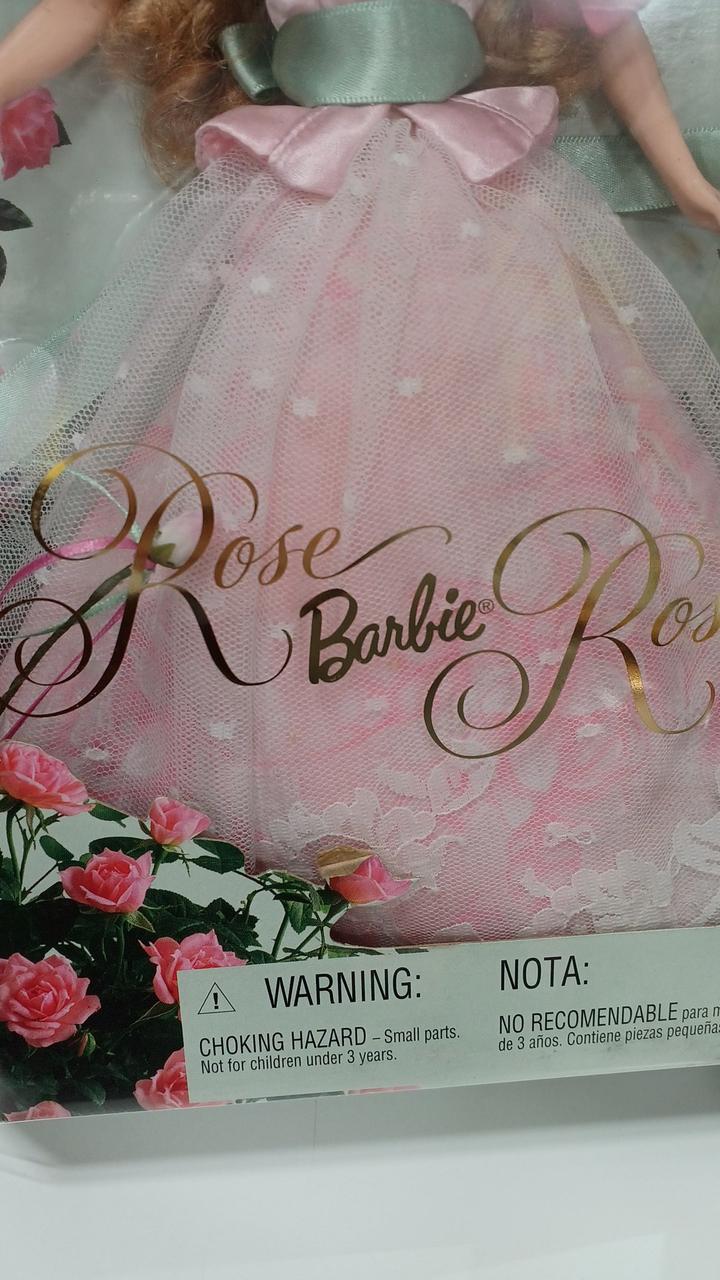 Rose
Barbie®
WARNING:
CHOKING HAZARD – Small parts.
Not for children under 3 years.
NOTA:
NO RECOMENDABLE para
de 3 años. Contiene piezas